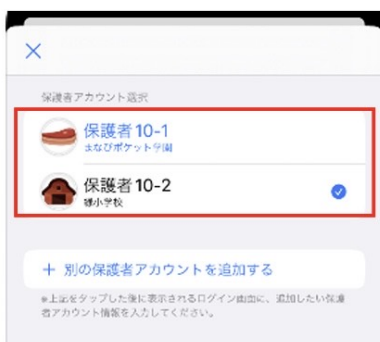 保護者アカウント選択
保護者10-1
まなびポケット学園
保護者10-2
緑小学校
+ 別の保護者アカウントを追加する
※上記をタップした後に表示されるログイン画面に、追加したい保護
者アカウント情報を入力してください。